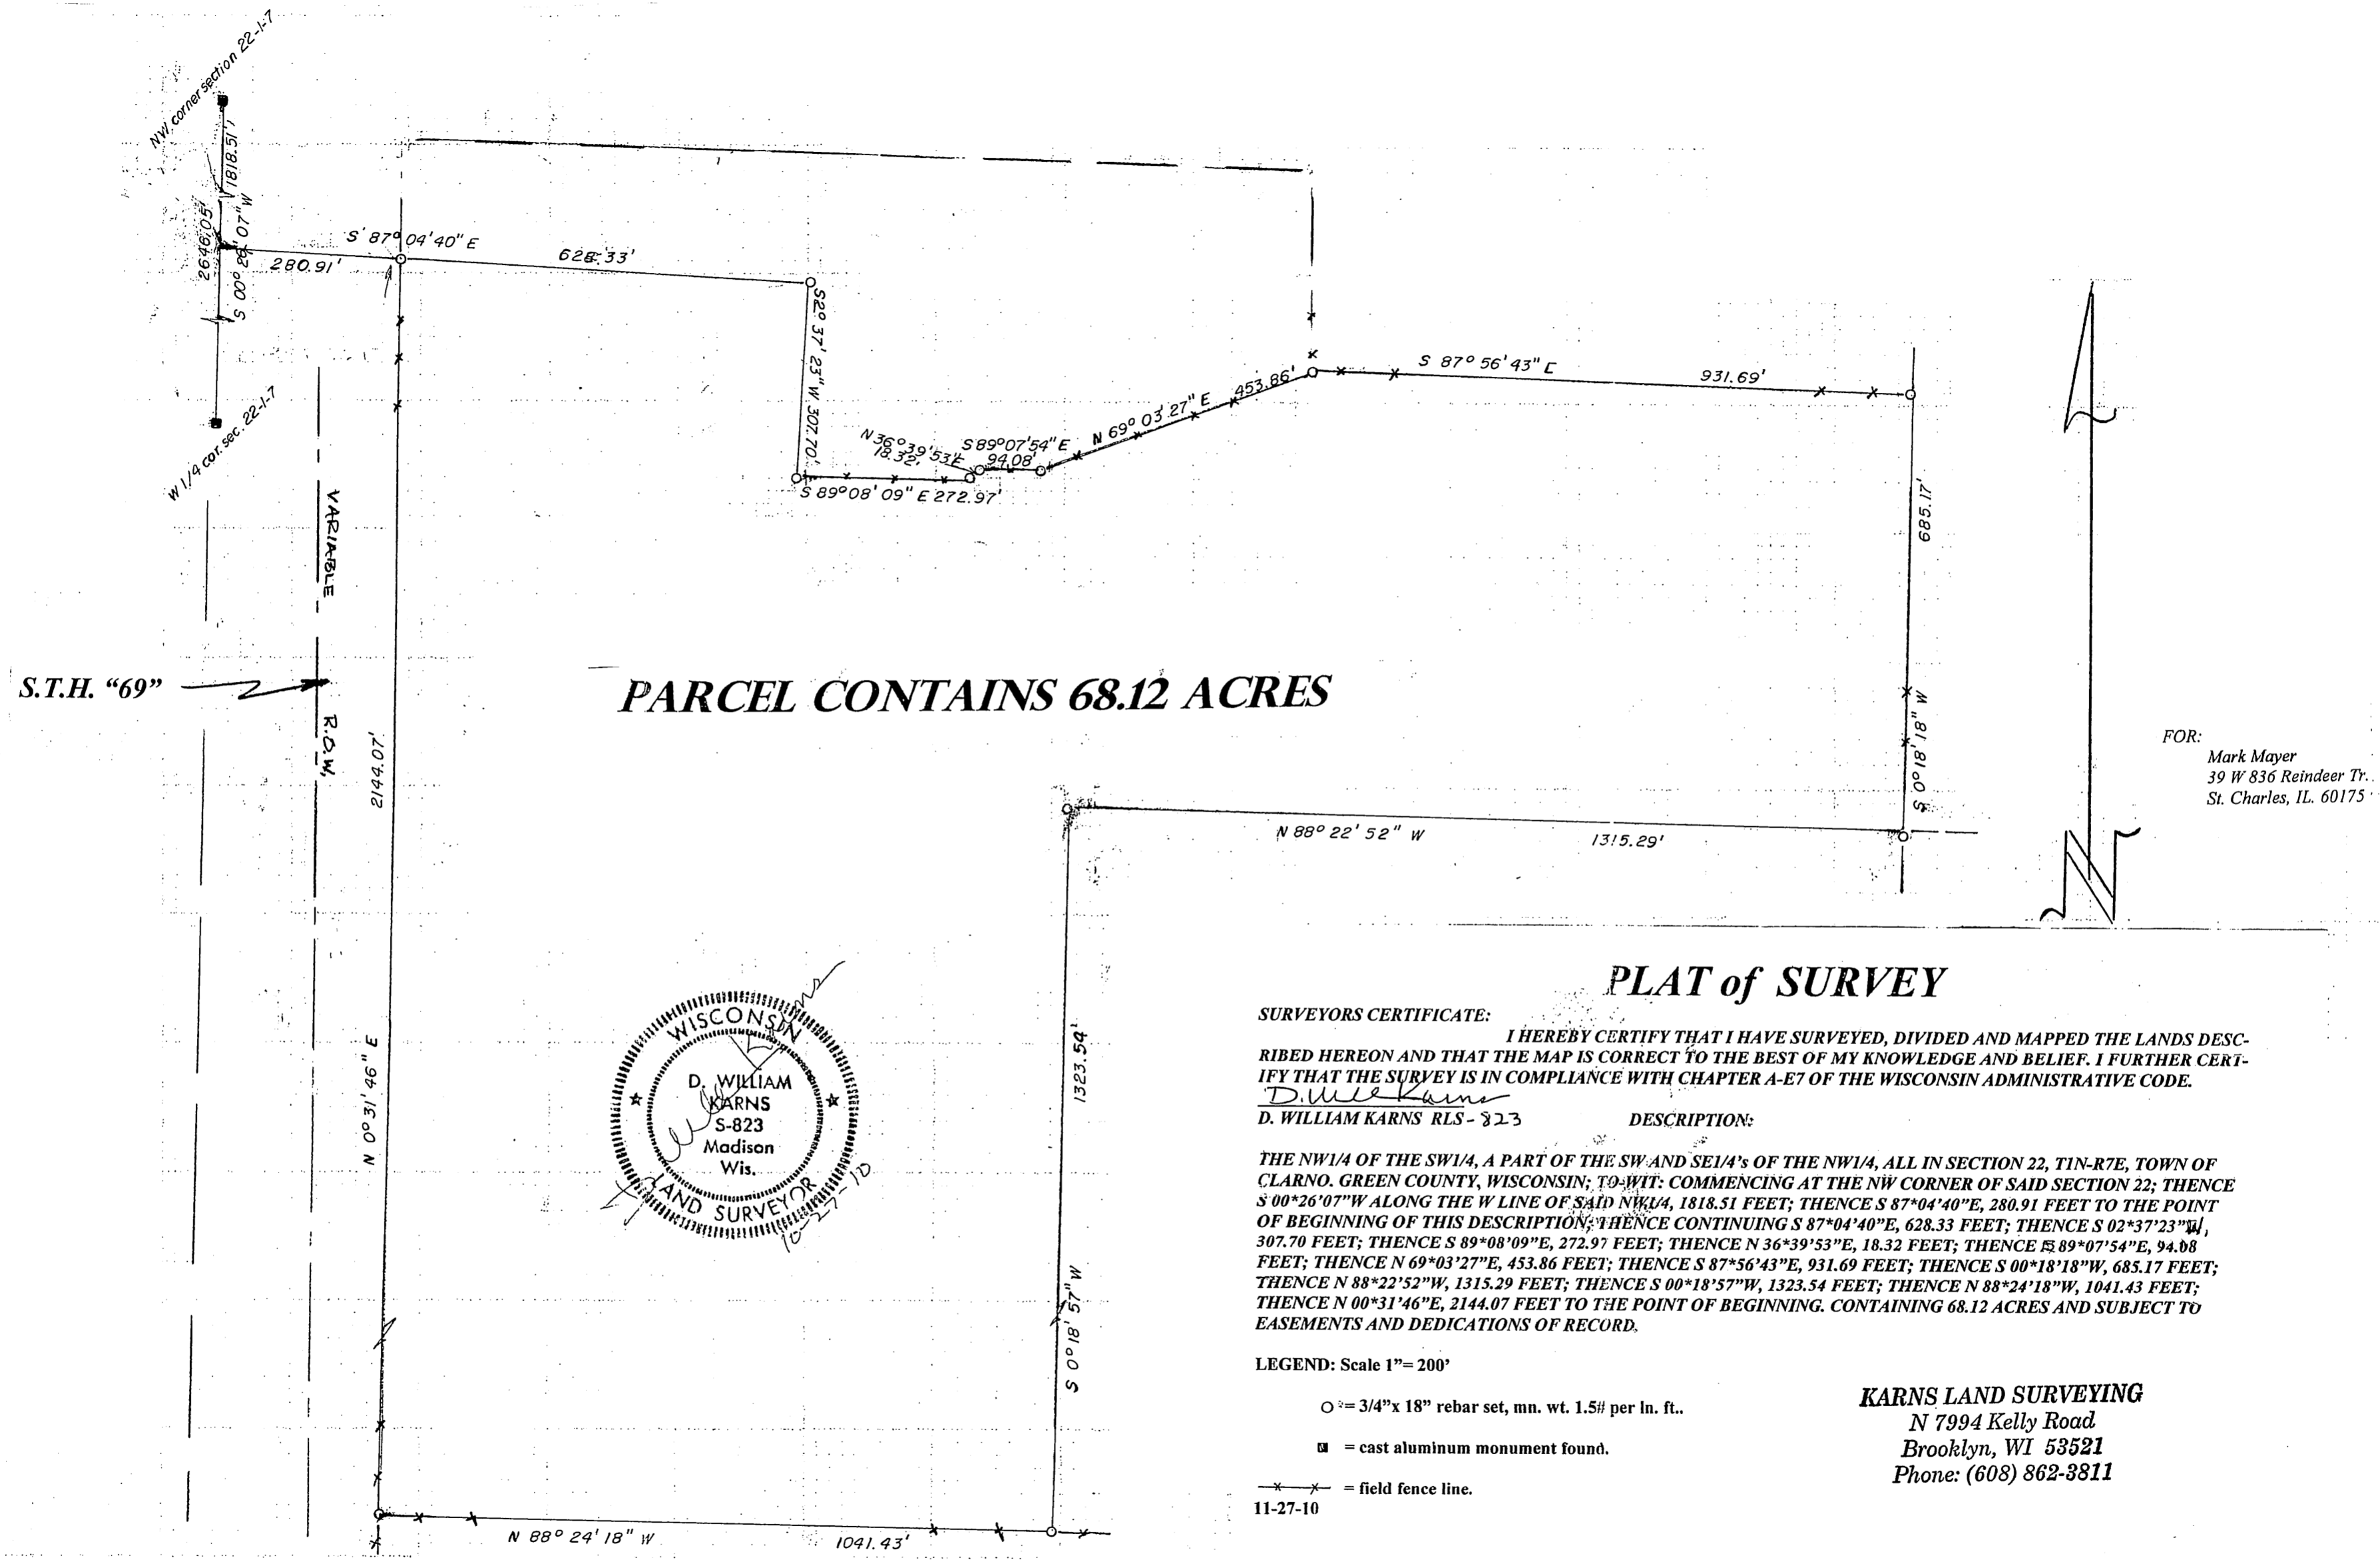 NW corner section 22-1-7
1818.51'
2646.05'
S 00° 26' 07" W
W 1/4 cor. sec. 22-1-7
S 87° 04' 40" E
280.91'
628.33'
S2° 37' 23" W 307.70'
N 36° 39' 53" E
18.32'
S 89° 07' 54" E
94.08'
S 89° 08' 09" E 272.97'
N 69° 03' 27" E 453.86'
S 87° 56' 43" E 931.69'
685.17'
S 0° 18' 18" W
VARIABLE R.O.W.
S.T.H. “69”
PARCEL CONTAINS 68.12 ACRES
2144.07'
N 0° 31' 46" E
N 88° 22' 52" W 1315.29'
1323.54'
S 0° 18' 57" W
N 88° 24' 18" W 1041.43'
FOR:
Mark Mayer
39 W 836 Reindeer Tr.
St. Charles, IL. 60175
N
WISCONSIN
D. WILLIAM
KARNS
S-823
Madison
Wis.
LAND SURVEYOR
10-27-10
PLAT of SURVEY
SURVEYORS CERTIFICATE:
I HEREBY CERTIFY THAT I HAVE SURVEYED, DIVIDED AND MAPPED THE LANDS DESC-
RIBED HEREON AND THAT THE MAP IS CORRECT TO THE BEST OF MY KNOWLEDGE AND BELIEF. I FURTHER CERT-
IFY THAT THE SURVEY IS IN COMPLIANCE WITH CHAPTER A-E7 OF THE WISCONSIN ADMINISTRATIVE CODE.
D. William Karns
D. WILLIAM KARNS RLS - 823
DESCRIPTION:
THE NW1/4 OF THE SW1/4, A PART OF THE SW AND SE1/4's OF THE NW1/4, ALL IN SECTION 22, T1N-R7E, TOWN OF
CLARNO. GREEN COUNTY, WISCONSIN; TO-WIT: COMMENCING AT THE NW CORNER OF SAID SECTION 22; THENCE
S 00*26'07”W ALONG THE W LINE OF SAID NW1/4, 1818.51 FEET; THENCE S 87*04'40”E, 280.91 FEET TO THE POINT
OF BEGINNING OF THIS DESCRIPTION; THENCE CONTINUING S 87*04'40”E, 628.33 FEET; THENCE S 02*37'23”W,
307.70 FEET; THENCE S 89*08'09”E, 272.97 FEET; THENCE N 36*39'53”E, 18.32 FEET; THENCE S 89*07'54”E, 94.08
FEET; THENCE N 69*03'27”E, 453.86 FEET; THENCE S 87*56'43”E, 931.69 FEET; THENCE S 00*18'18”W, 685.17 FEET;
THENCE N 88*22'52”W, 1315.29 FEET; THENCE S 00*18'57”W, 1323.54 FEET; THENCE N 88*24'18”W, 1041.43 FEET;
THENCE N 00*31'46”E, 2144.07 FEET TO THE POINT OF BEGINNING. CONTAINING 68.12 ACRES AND SUBJECT TO
EASEMENTS AND DEDICATIONS OF RECORD.
LEGEND: Scale 1”= 200’
= 3/4”x 18” rebar set, mn. wt. 1.5# per ln. ft..
= cast aluminum monument found.
= field fence line.
11-27-10
KARNS LAND SURVEYING
N 7994 Kelly Road
Brooklyn, WI 53521
Phone: (608) 862-3811